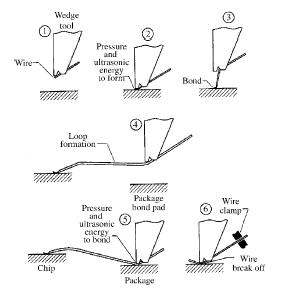 Wedge
tool
1
Wire
2
Pressure
and
ultrasonic
energy
to form
3
Bond
4
Loop
formation
Package
bond pad
Pressure
and
ultrasonic
energy
to bond
5
Chip
Package
6
Wire
clamp
Wire
break off